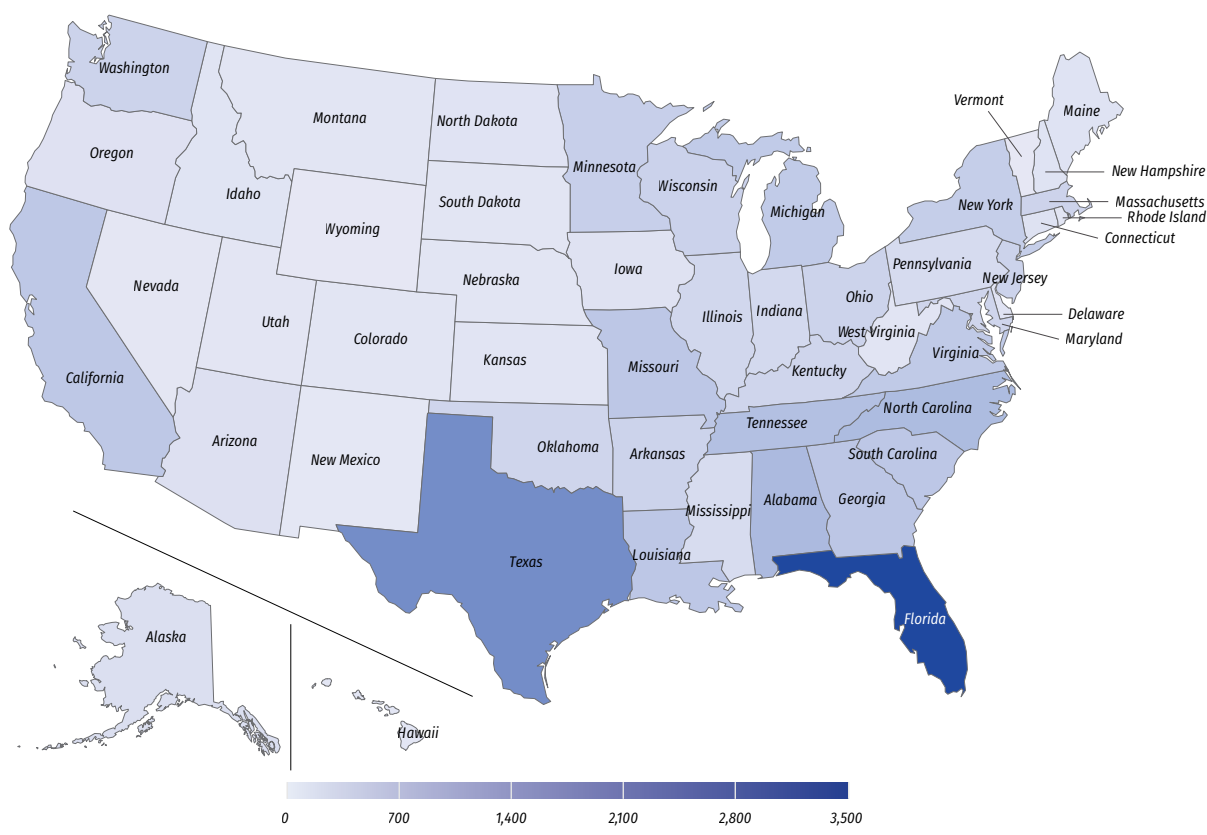 Washington
Montana
North Dakota
Minnesota
Vermont
Maine
Oregon
Idaho
South Dakota
Wisconsin
Michigan
New York
New Hampshire
Massachusetts
Rhode Island
Connecticut
Wyoming
Nebraska
Iowa
Pennsylvania
New Jersey
Nevada
Utah
Colorado
Kansas
Illinois
Indiana
Ohio
West Virginia
Delaware
Maryland
Virginia
California
Missouri
Kentucky
Arizona
New Mexico
Oklahoma
Arkansas
Tennessee
North Carolina
South Carolina
Mississippi
Alabama
Georgia
Texas
Louisiana
Florida
Alaska
Hawaii
0 700 1,400 2,100 2,800 3,500